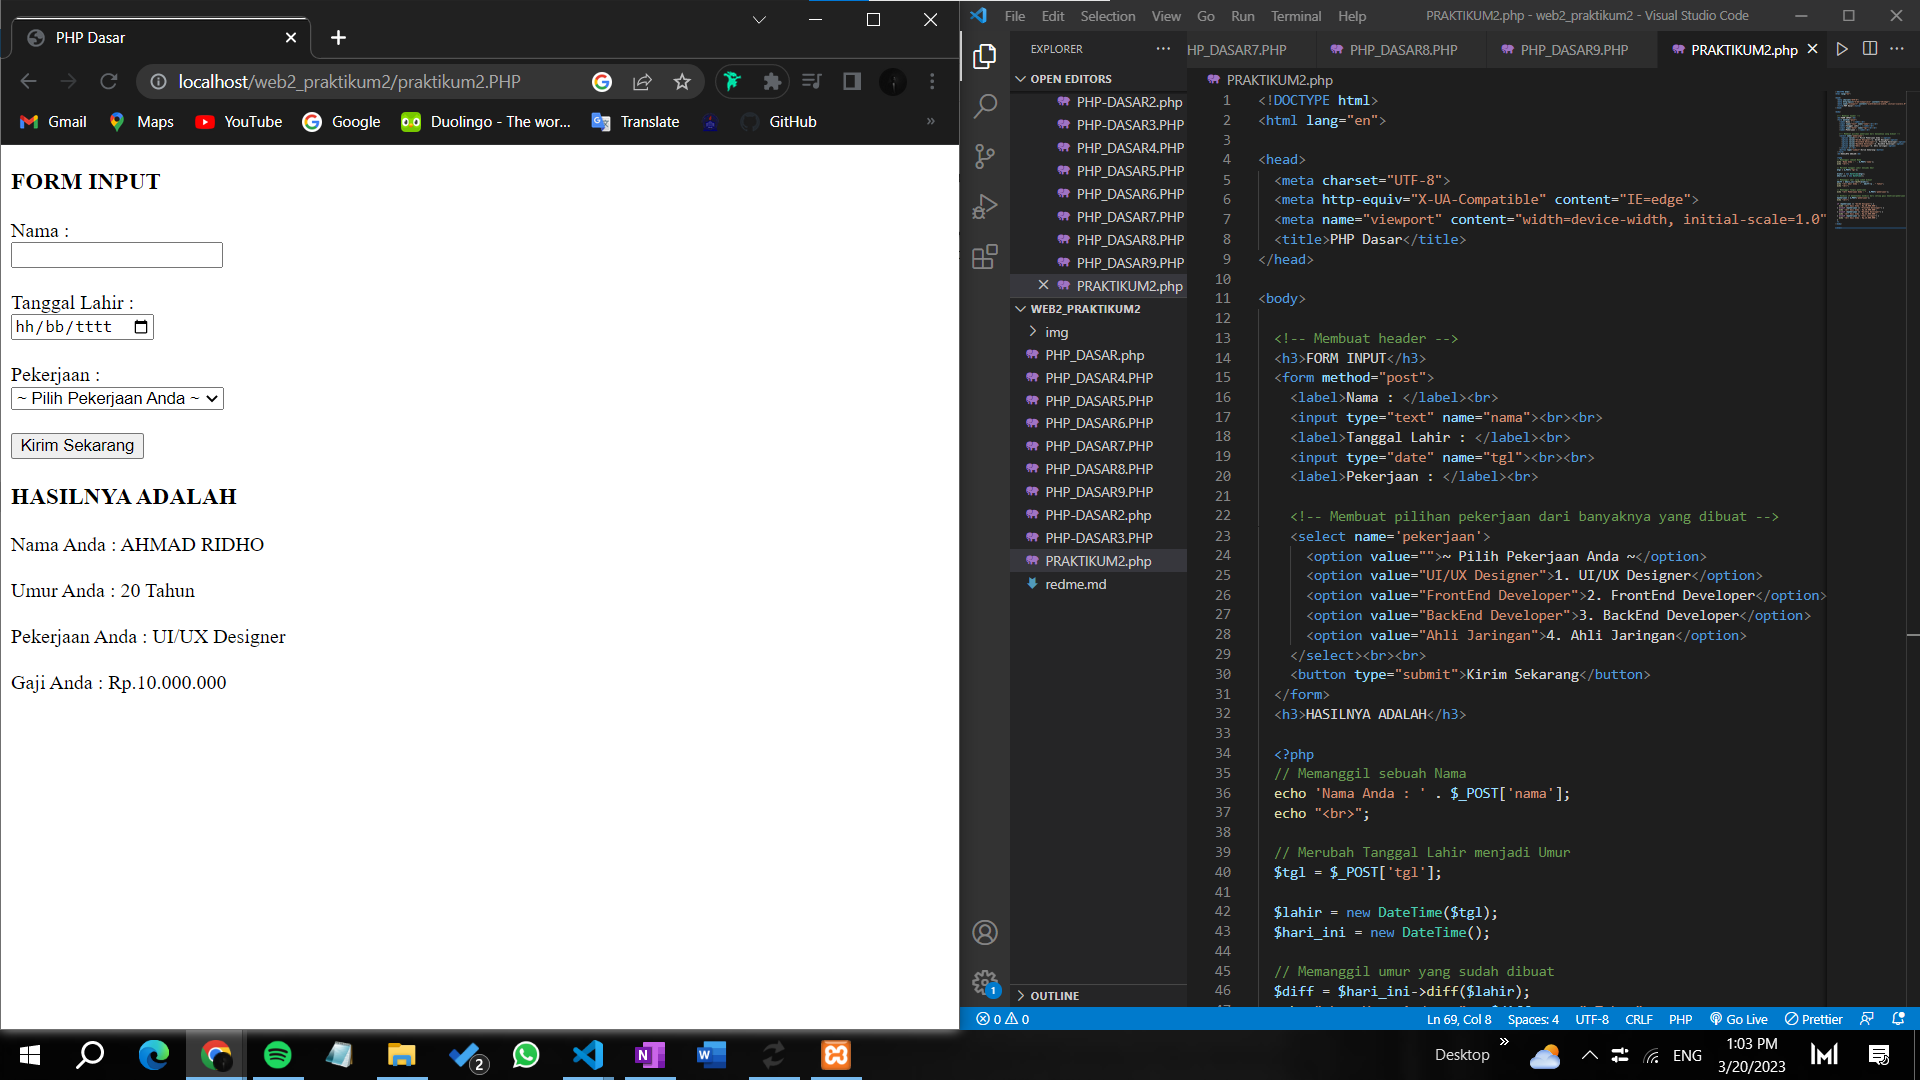 PHP Dasar
localhost/web2_praktikum2/praktikum2.PHP
Gmail
Maps
YouTube
Google
Duolingo - The wor...
Translate
GitHub
»
FORM INPUT
Nama :
Tanggal Lahir :
hh/bb/tttt
Pekerjaan :
~ Pilih Pekerjaan Anda ~
Kirim Sekarang
HASILNYA ADALAH
Nama Anda : AHMAD RIDHO
Umur Anda : 20 Tahun
Pekerjaan Anda : UI/UX Designer
Gaji Anda : Rp.10.000.000
File Edit Selection View Go Run Terminal Help
PRAKTIKUM2.php - web2_praktikum2 - Visual Studio Code
EXPLORER
OPEN EDITORS
PHP-DASAR2.php
PHP-DASAR3.PHP
PHP_DASAR4.PHP
PHP_DASAR5.PHP
PHP_DASAR6.PHP
PHP_DASAR7.PHP
PHP_DASAR8.PHP
PHP_DASAR9.PHP
PRAKTIKUM2.php
WEB2_PRAKTIKUM2
img
PHP_DASAR.php
PHP_DASAR4.PHP
PHP_DASAR5.PHP
PHP_DASAR6.PHP
PHP_DASAR7.PHP
PHP_DASAR8.PHP
PHP_DASAR9.PHP
PHP-DASAR2.php
PHP-DASAR3.PHP
PRAKTIKUM2.php
redme.md
OUTLINE
HP_DASAR7.PHP
PHP_DASAR8.PHP
PHP_DASAR9.PHP
PRAKTIKUM2.php
PRAKTIKUM2.php
1 <!DOCTYPE html>
2 <html lang="en">
3
4 <head>
5 <meta charset="UTF-8">
6 <meta http-equiv="X-UA-Compatible" content="IE=edge">
7 <meta name="viewport" content="width=device-width, initial-scale=1.0"
8 <title>PHP Dasar</title>
9 </head>
10
11 <body>
12
13 <!-- Membuat header -->
14 <h3>FORM INPUT</h3>
15 <form method="post">
16 <label>Nama : </label><br>
17 <input type="text" name="nama"><br><br>
18 <label>Tanggal Lahir : </label><br>
19 <input type="date" name="tgl"><br><br>
20 <label>Pekerjaan : </label><br>
21
22 <!-- Membuat pilihan pekerjaan dari banyaknya yang dibuat -->
23 <select name='pekerjaan'>
24 <option value="">~ Pilih Pekerjaan Anda ~</option>
25 <option value="UI/UX Designer">1. UI/UX Designer</option>
26 <option value="FrontEnd Developer">2. FrontEnd Developer</option>
27 <option value="BackEnd Developer">3. BackEnd Developer</option>
28 <option value="Ahli Jaringan">4. Ahli Jaringan</option>
29 </select><br><br>
30 <button type="submit">Kirim Sekarang</button>
31 </form>
32 <h3>HASILNYA ADALAH</h3>
33
34 <?php
35 // Memanggil sebuah Nama
36 echo 'Nama Anda : ' . $_POST['nama'];
37 echo "<br>";
38
39 // Merubah Tanggal Lahir menjadi Umur
40 $tgl = $_POST['tgl'];
41
42 $lahir = new DateTime($tgl);
43 $hari_ini = new DateTime();
44
45 // Memanggil umur yang sudah dibuat
46 $diff = $hari_ini->diff($lahir);
1
0 0
Ln 69, Col 8
Spaces: 4
UTF-8
CRLF
PHP
Go Live
Prettier
2
Desktop
»
ENG
1:03 PM
3/20/2023